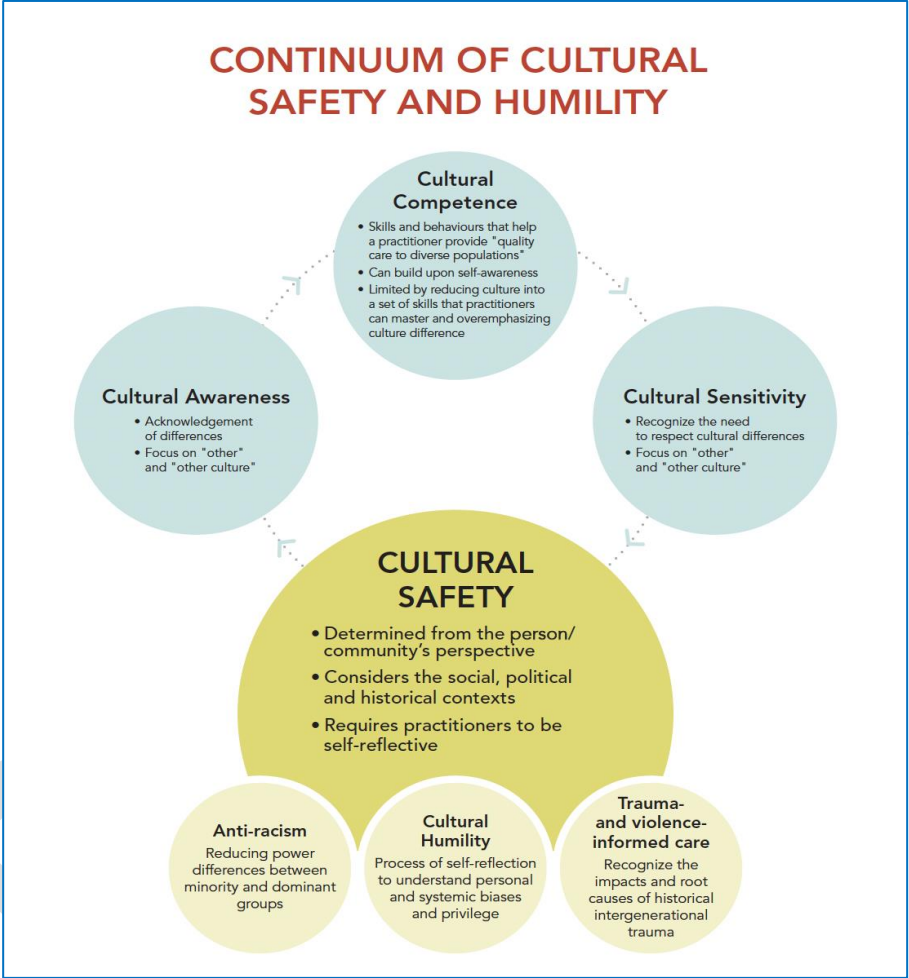 CONTINUUM OF CULTURAL
SAFETY AND HUMILITY
Cultural
Competence
• Skills and behaviours that help
a practitioner provide "quality
care to diverse populations"
• Can build upon self-awareness
• Limited by reducing culture into
a set of skills that practitioners
can master and overemphasizing
culture difference
Cultural Awareness
• Acknowledgement
of differences
• Focus on "other"
and "other culture"
Cultural Sensitivity
• Recognize the need
to respect cultural differences
• Focus on "other"
and "other culture"
CULTURAL
SAFETY
• Determined from the person/
community's perspective
• Considers the social, political
and historical contexts
• Requires practitioners to be
self-reflective
Anti-racism
Reducing power
differences between
minority and dominant
groups
Cultural
Humility
Process of self-reflection
to understand personal
and systemic biases
and privilege
Trauma-
and violence-
informed care
Recognize the
impacts and root
causes of historical
intergenerational
trauma